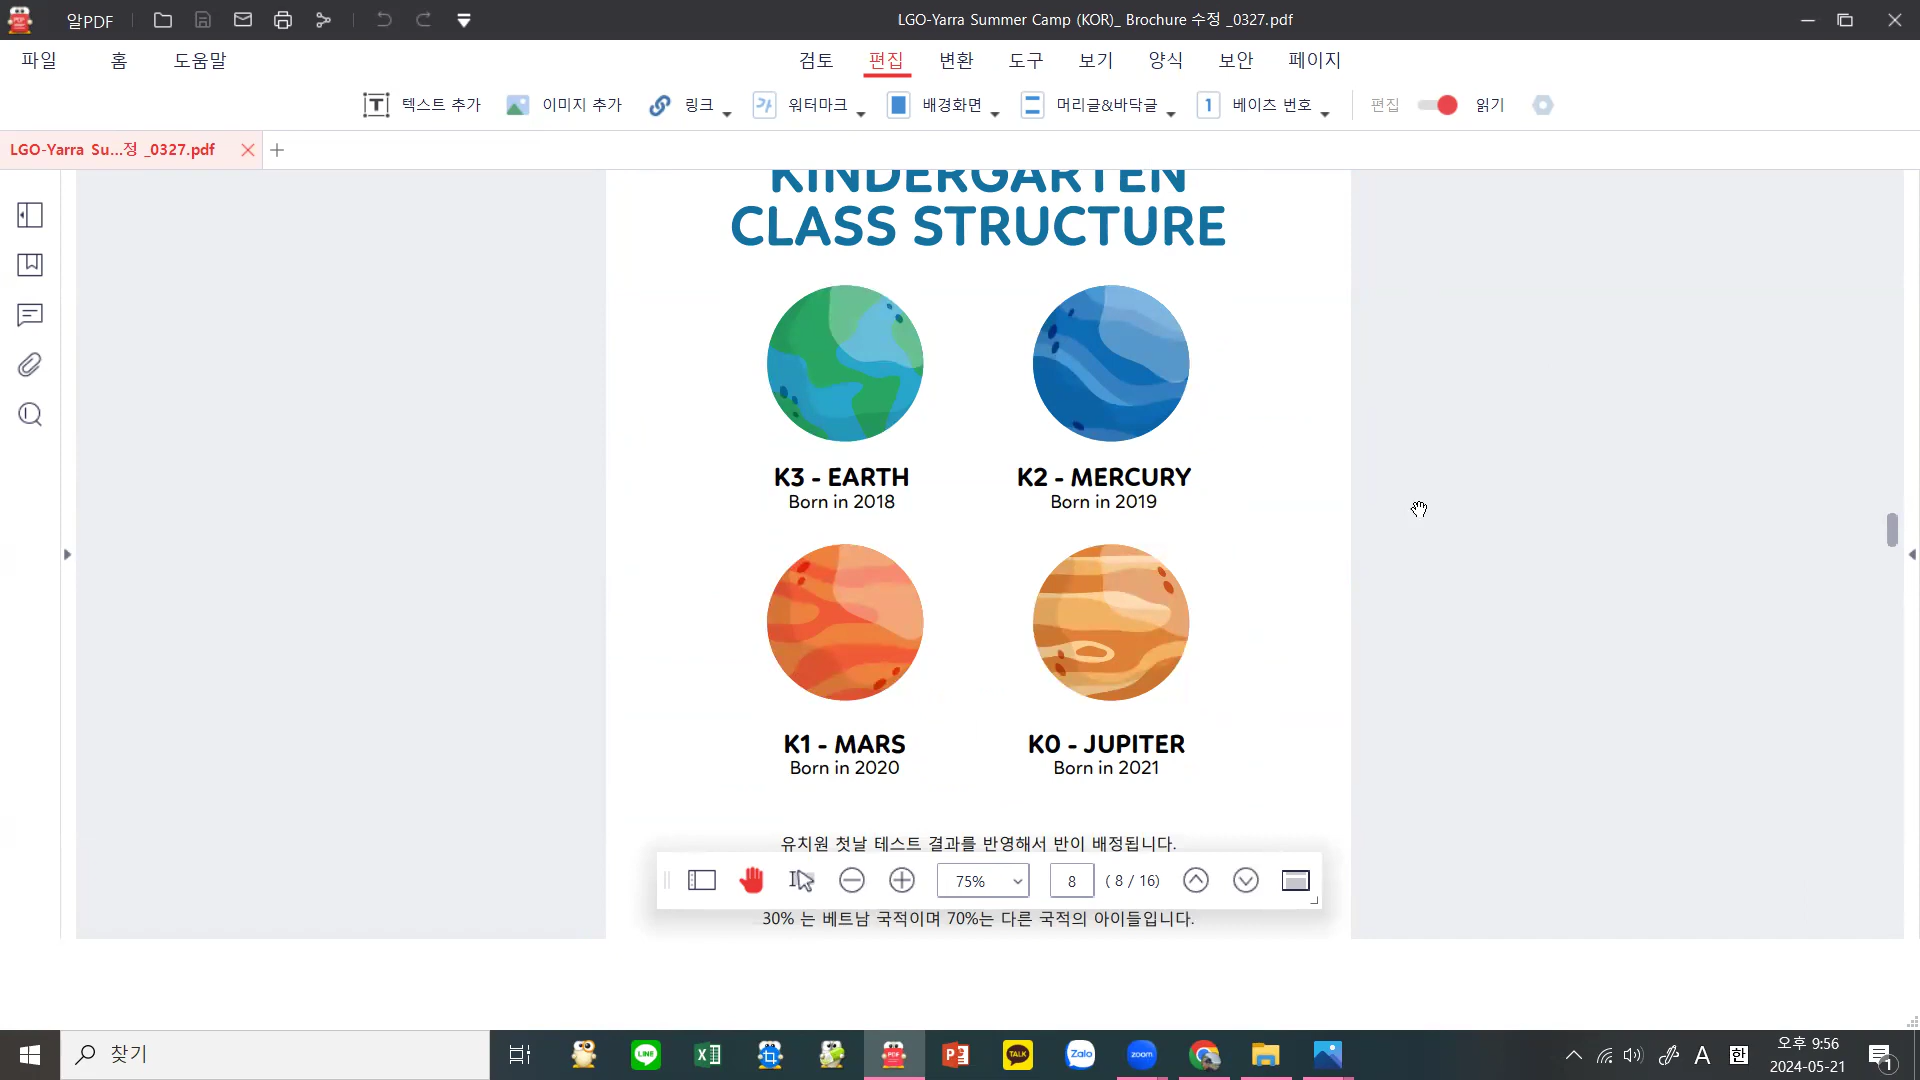 알PDF
LGO-Yarra Summer Camp (KOR)_ Brochure 수정 _0327.pdf
파일 홈 도움말 검토 편집 변환 도구 보기 양식 보안 페이지
텍스트 추가 이미지 추가 링크 워터마크 배경화면 머리글&바닥글 베이츠 번호 편집 읽기
LGO-Yarra Su...정 _0327.pdf
KINDERGARTEN
CLASS STRUCTURE
K3 - EARTH
Born in 2018
K2 - MERCURY
Born in 2019
K1 - MARS
Born in 2020
K0 - JUPITER
Born in 2021
유치원 첫날 테스트 결과를 반영해서 반이 배정됩니다.
75% 8 ( 8 / 16)
30% 는 베트남 국적이며 70%는 다른 국적의 아이들입니다.
찾기
LINE
TALK
Zalo
zoom
A 한
오후 9:56
2024-05-21
1